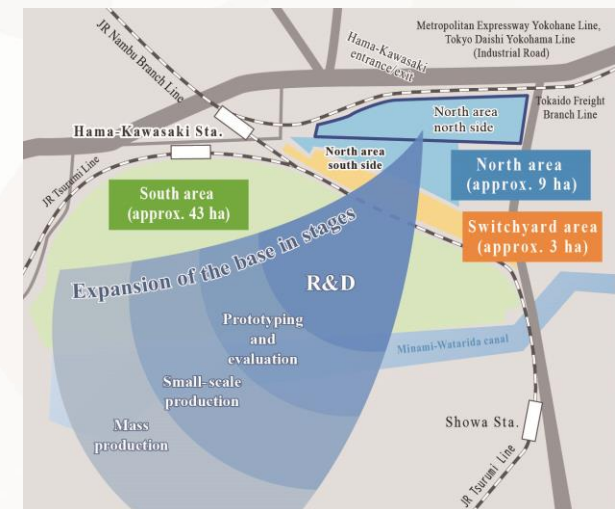 Metropolitan Expressway Yokohane Line,
Tokyo Daishi Yokohama Line
(Industrial Road)
Hama-Kawasaki
entrance/exit
JR Nambu Branch Line
Tokaido Freight
Branch Line
North area
north side
Hama-Kawasaki Sta.
North area
south side
North area
(approx. 9 ha)
JR Tsurumi Line
South area
(approx. 43 ha)
Switchyard area
(approx. 3 ha)
Expansion of the base in stages
R&D
Prototyping
and
evaluation
Minami-Watarida canal
Small-scale
production
Mass
production
Showa Sta.
JR Tsurumi Line